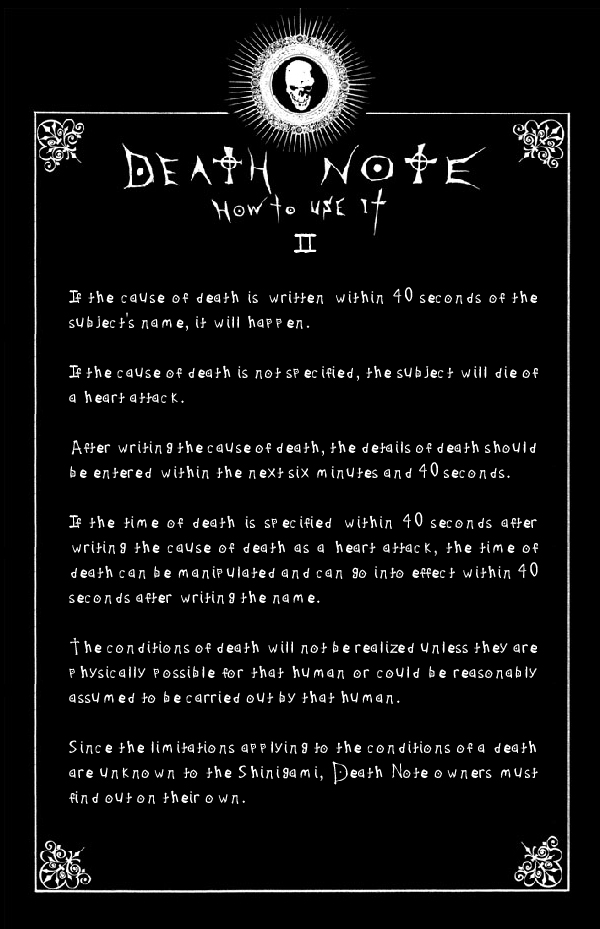 DEATH NOTE
How to use it
II
If the cause of death is written within 40 seconds of the
subject's name, it will happen.
If the cause of death is not specified, the subject will die of
a heart attack.
After writing the cause of death, the details of death should
be entered within the next six minutes and 40 seconds.
If the time of death is specified within 40 seconds after
writing the cause of death as a heart attack, the time of
death can be manipulated and can go into effect within 40
seconds after writing the name.
The conditions of death will not be realized unless they are
physically possible for that human or could be reasonably
assumed to be carried out by that human.
Since the limitations applying to the conditions of a death
are unknown to the Shinigami, Death Note owners must
find out on their own.